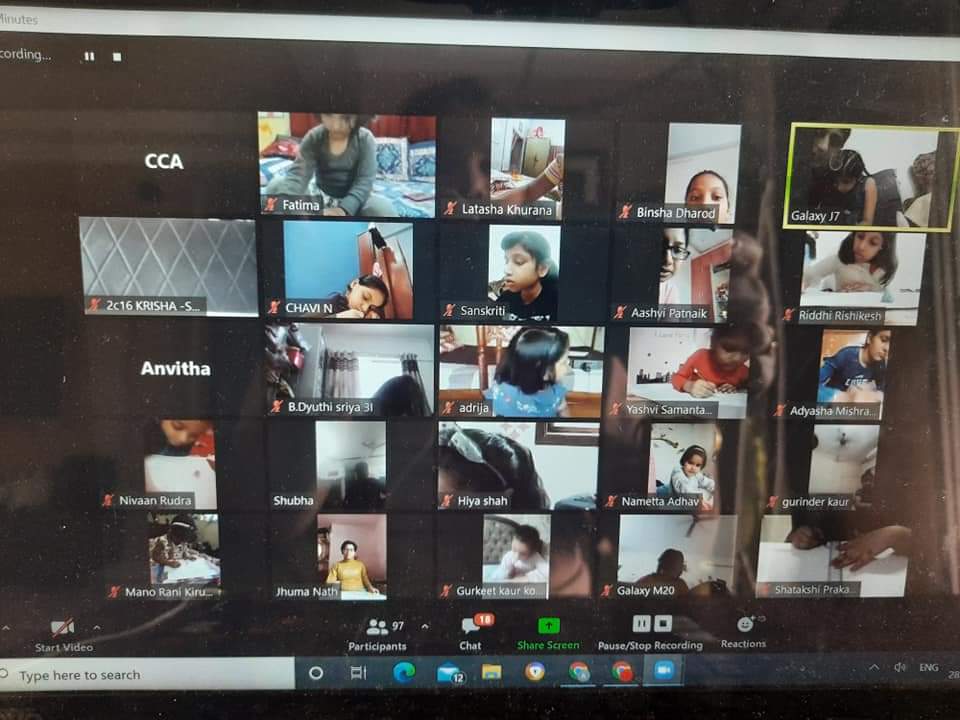 Minutes
cording...
CCA
Fatima
Latasha Khurana
Binsha Dharod
Galaxy J7
2c16 KRISHA -S...
CHAVI N
Sanskriti
Aashvi Patnaik
Riddhi Rishikesh
Anvitha
B.Dyuthi sriya 3I
adrija
Yashvi Samanta...
Adyasha Mishra...
Nivaan Rudra
Shubha
Hiya shah
Nametta Adhav
gurinder kaur
Mano Rani Kiru...
Jhuma Nath
Gurkeet kaur ko...
Galaxy M20
Shatakshi Praka...
Start Video
97
Participants
18
Chat
Share Screen
Pause/Stop Recording
Reactions
Type here to search
12
ENG
28